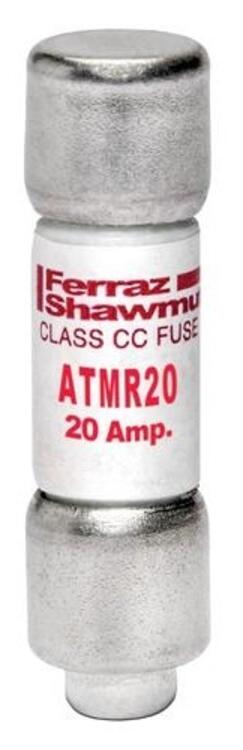 Ferraz
Shawmu
CLASS CC FUSE
ATMR20
20 Amp.